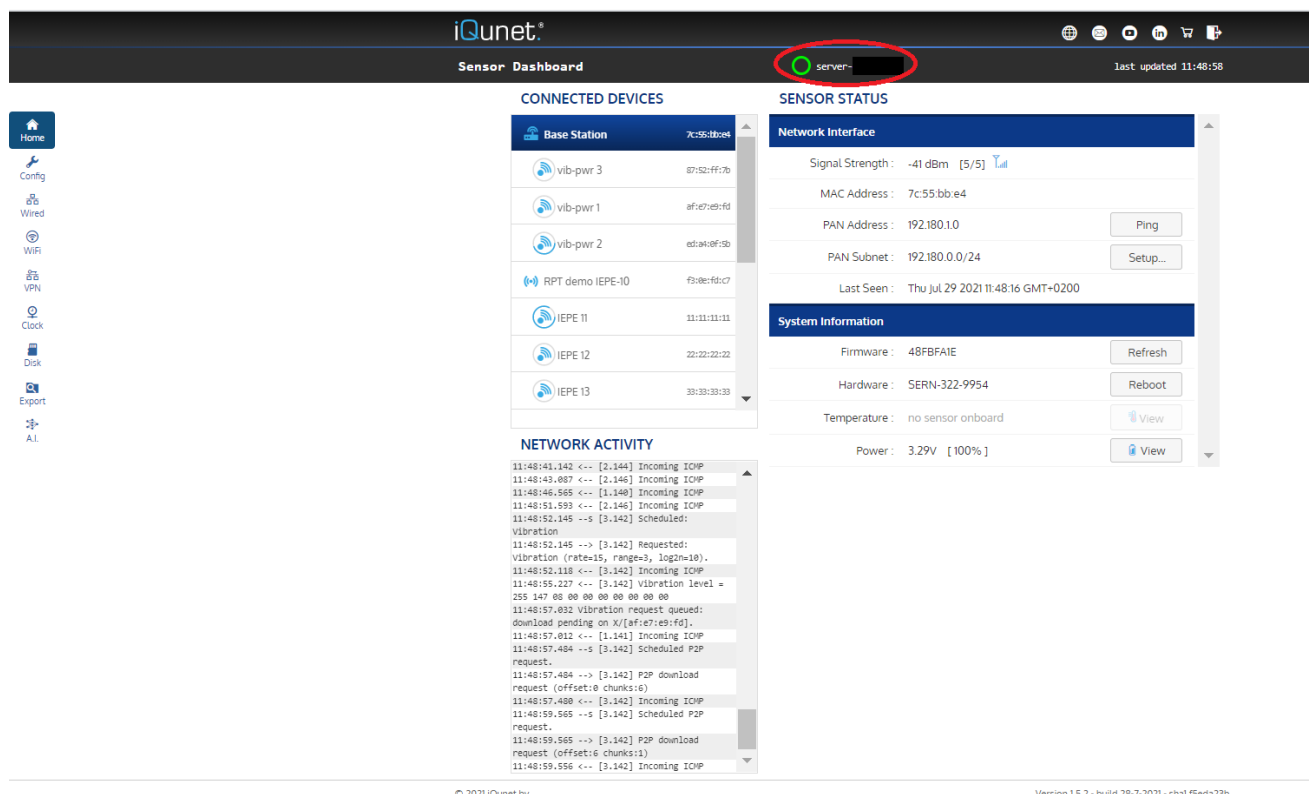 iQunet
Sensor Dashboard
server-
last updated 11:48:58
Home
Config
Wired
WiFi
VPN
Clock
Disk
Export
A.I.
CONNECTED DEVICES
Base Station 7c:55:bb:e4
vib-pwr 3 87:52:ff:7b
vib-pwr 1 af:e7:e9:fd
vib-pwr 2 ed:a4:0f:5b
RPT demo IEPE-10 f3:0e:fd:c7
IEPE 11 11:11:11:11
IEPE 12 22:22:22:22
IEPE 13 33:33:33:33
NETWORK ACTIVITY
11:48:41.142 <-- [2.144] Incoming ICMP
11:48:43.087 <-- [2.146] Incoming ICMP
11:48:46.565 <-- [1.140] Incoming ICMP
11:48:51.593 <-- [2.146] Incoming ICMP
11:48:52.145 --s [3.142] Scheduled:
Vibration
11:48:52.145 --> [3.142] Requested:
Vibration (rate=15, range=3, log2n=10).
11:48:52.118 <-- [3.142] Incoming ICMP
11:48:55.227 <-- [3.142] Vibration level =
255 147 08 00 00 00 00 00 00 00
11:48:57.032 Vibration request queued:
download pending on X/[af:e7:e9:fd].
11:48:57.012 <-- [1.141] Incoming ICMP
11:48:57.484 --s [3.142] Scheduled P2P
request.
11:48:57.484 --> [3.142] P2P download
request (offset:0 chunks:6)
11:48:57.480 <-- [3.142] Incoming ICMP
11:48:59.565 --s [3.142] Scheduled P2P
request.
11:48:59.565 --> [3.142] P2P download
request (offset:6 chunks:1)
11:48:59.556 <-- [3.142] Incoming ICMP
SENSOR STATUS
Network Interface
Signal Strength : -41 dBm [5/5]
MAC Address : 7c:55:bb:e4
PAN Address : 192.180.1.0 Ping
PAN Subnet : 192.180.0.0/24 Setup...
Last Seen : Thu Jul 29 2021 11:48:16 GMT+0200
System Information
Firmware : 48FBFA1E Refresh
Hardware : SERN-322-9954 Reboot
Temperature : no sensor onboard View
Power : 3.29V [ 100% ] View
© 2021 iQunet bv
Version 1.5.2 - build 28-7-2021 - sha1 f5eda23b